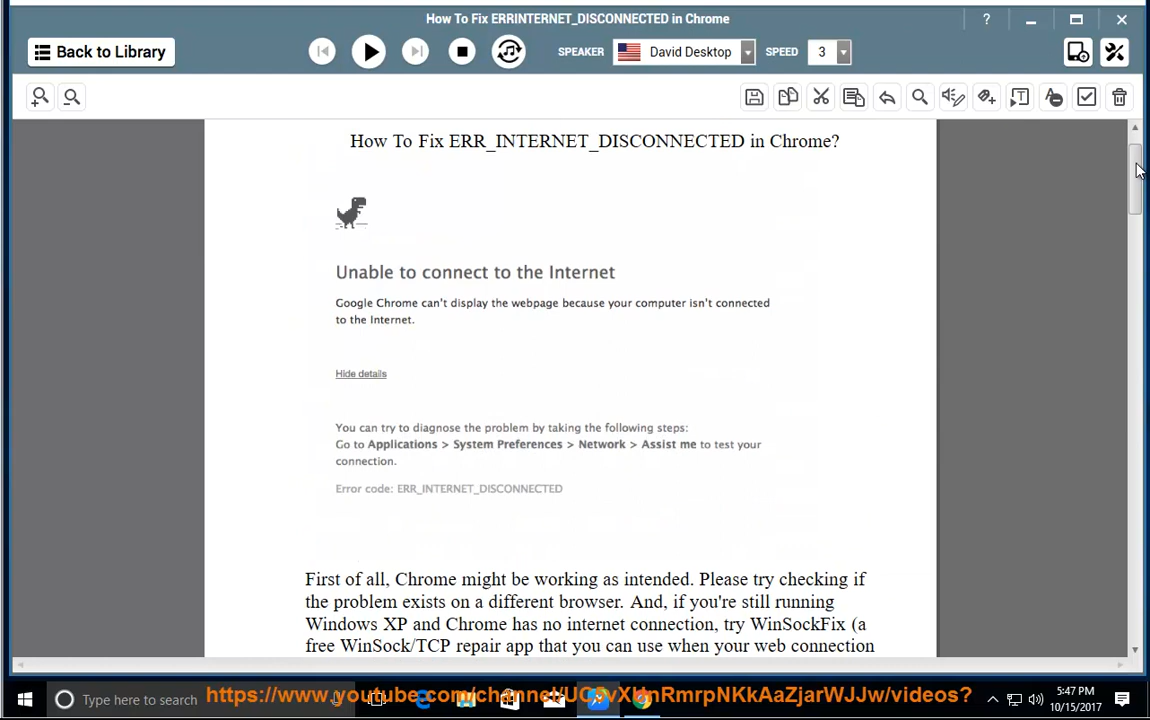 How To Fix ERRINTERNET_DISCONNECTED in Chrome
Back to Library
SPEAKER
David Desktop
SPEED
3
How To Fix ERR_INTERNET_DISCONNECTED in Chrome?
Unable to connect to the Internet
Google Chrome can't display the webpage because your computer isn't connected
to the Internet.
Hide details
You can try to diagnose the problem by taking the following steps:
Go to Applications > System Preferences > Network > Assist me to test your
connection.
Error code: ERR_INTERNET_DISCONNECTED
First of all, Chrome might be working as intended. Please try checking if
the problem exists on a different browser. And, if you're still running
Windows XP and Chrome has no internet connection, try WinSockFix (a
free WinSock/TCP repair app that you can use when your web connection
Type here to search
5:47 PM
10/15/2017